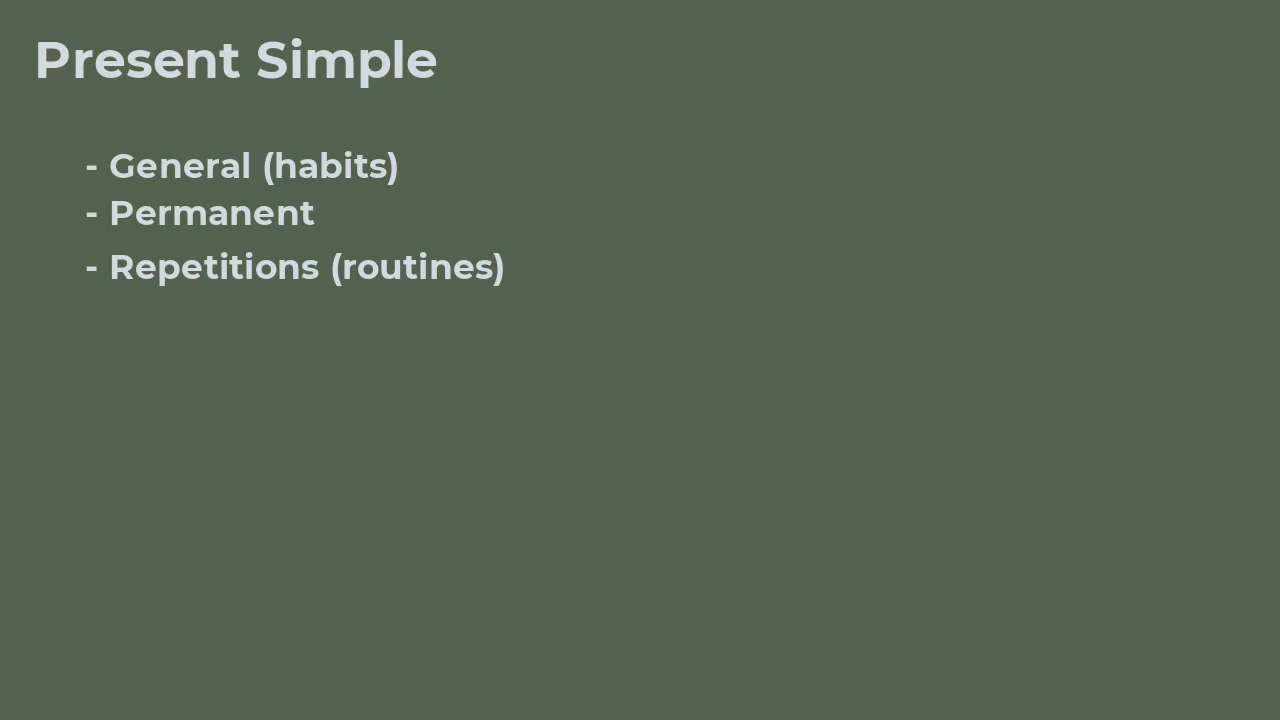 Present Simple
- General (habits)
- Permanent
- Repetitions (routines)